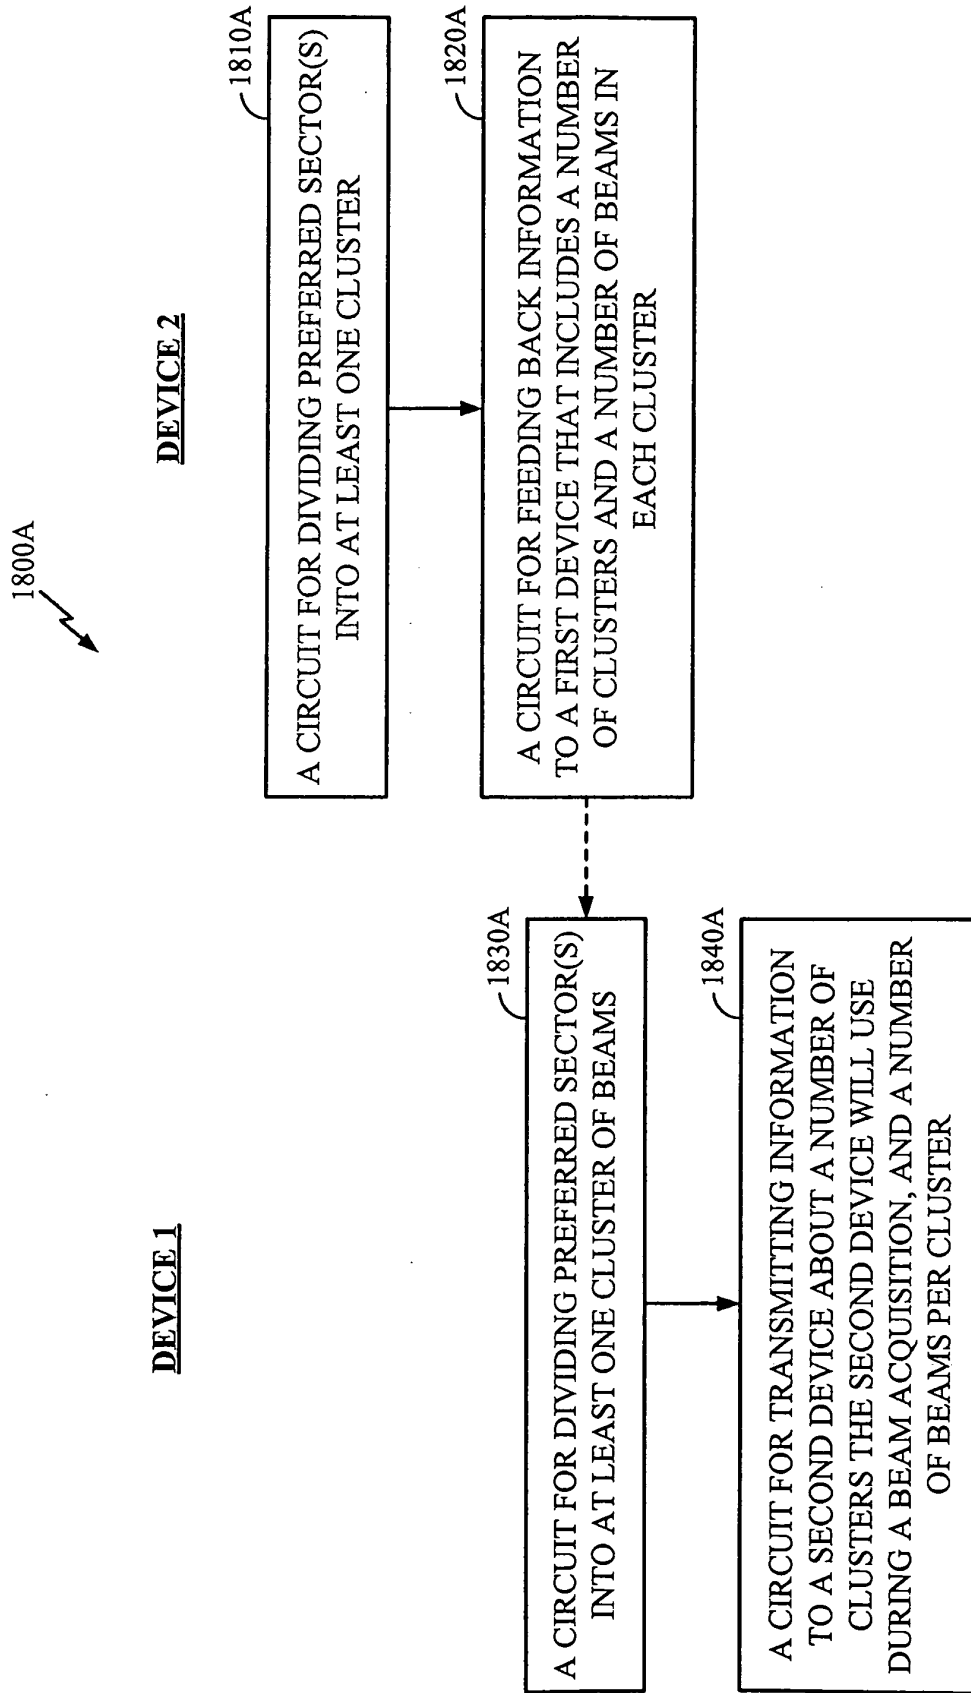 1800A
DEVICE 1
DEVICE 2
1810A
A CIRCUIT FOR DIVIDING PREFERRED SECTOR(S)
INTO AT LEAST ONE CLUSTER
1820A
A CIRCUIT FOR FEEDING BACK INFORMATION
TO A FIRST DEVICE THAT INCLUDES A NUMBER
OF CLUSTERS AND A NUMBER OF BEAMS IN
EACH CLUSTER
1830A
A CIRCUIT FOR DIVIDING PREFERRED SECTOR(S)
INTO AT LEAST ONE CLUSTER OF BEAMS
1840A
A CIRCUIT FOR TRANSMITTING INFORMATION
TO A SECOND DEVICE ABOUT A NUMBER OF
CLUSTERS THE SECOND DEVICE WILL USE
DURING A BEAM ACQUISITION, AND A NUMBER
OF BEAMS PER CLUSTER